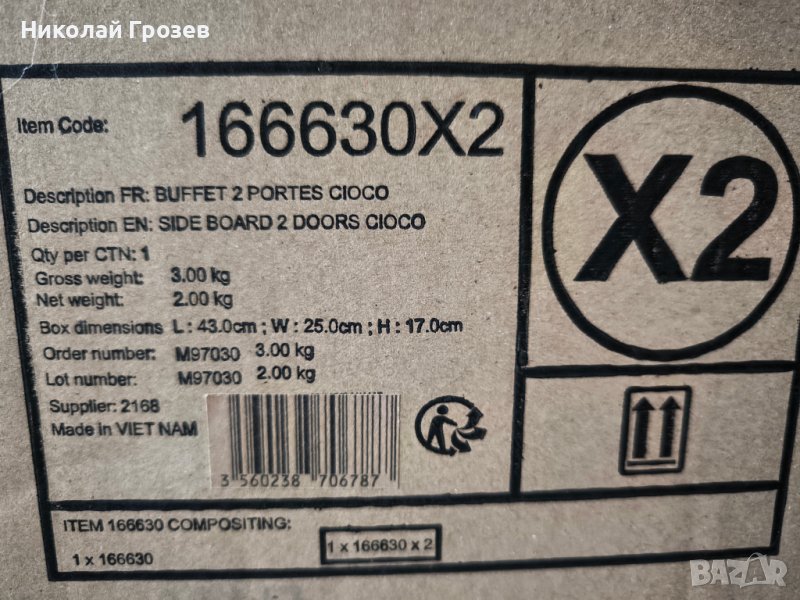 Николай Грозев
Item Code: 166630X2
X2
Description FR: BUFFET 2 PORTES CIOCO
Description EN: SIDE BOARD 2 DOORS CIOCO
Qty per CTN: 1
Gross weight: 3.00 kg
Net weight: 2.00 kg
Box dimensions L : 43.0cm ; W : 25.0cm ; H : 17.0cm
Order number: M97030 3.00 kg
Lot number: M97030 2.00 kg
Supplier: 2168
Made in VIET NAM
3 560238 706787
ITEM 166630 COMPOSITING:
1 x 166630
1 x 166630 x 2
BAZAR